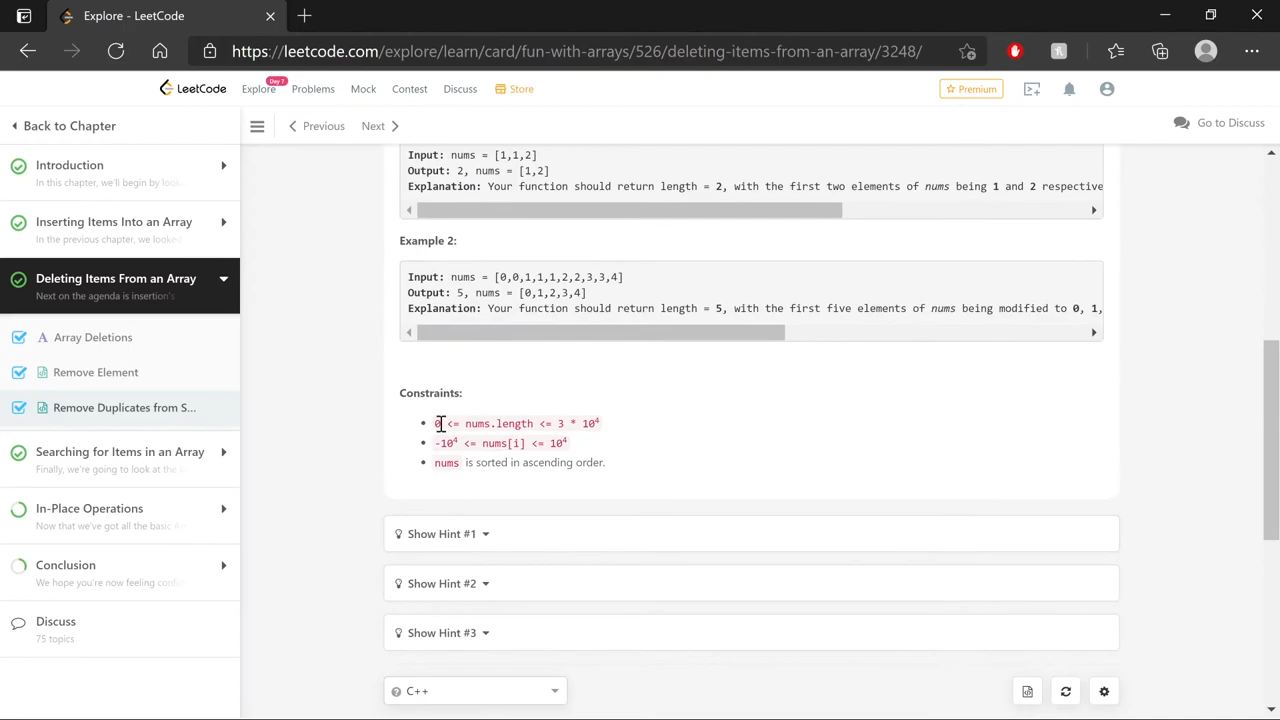 Explore - LeetCode
https://leetcode.com/explore/learn/card/fun-with-arrays/526/deleting-items-from-an-array/3248/
LeetCode
Explore
Day 7
Problems
Mock
Contest
Discuss
Store
Premium
Back to Chapter
Previous
Next
Go to Discuss
Introduction
In this chapter, we'll begin by look
Inserting Items Into an Array
In the previous chapter, we looked
Deleting Items From an Array
Next on the agenda is insertion's
Array Deletions
Remove Element
Remove Duplicates from S...
Searching for Items in an Array
Finally, we're going to look at the
In-Place Operations
Now that we've got all the basic Ar
Conclusion
We hope you're now feeling confi
Discuss
75 topics
Input: nums = [1,1,2]
Output: 2, nums = [1,2]
Explanation: Your function should return length = 2, with the first two elements of nums being 1 and 2 respective
Example 2:
Input: nums = [0,0,1,1,1,2,2,3,3,4]
Output: 5, nums = [0,1,2,3,4]
Explanation: Your function should return length = 5, with the first five elements of nums being modified to 0, 1,
Constraints:
0 <= nums.length <= 3 * 10⁴
-10⁴ <= nums[i] <= 10⁴
nums is sorted in ascending order.
Show Hint #1
Show Hint #2
Show Hint #3
C++